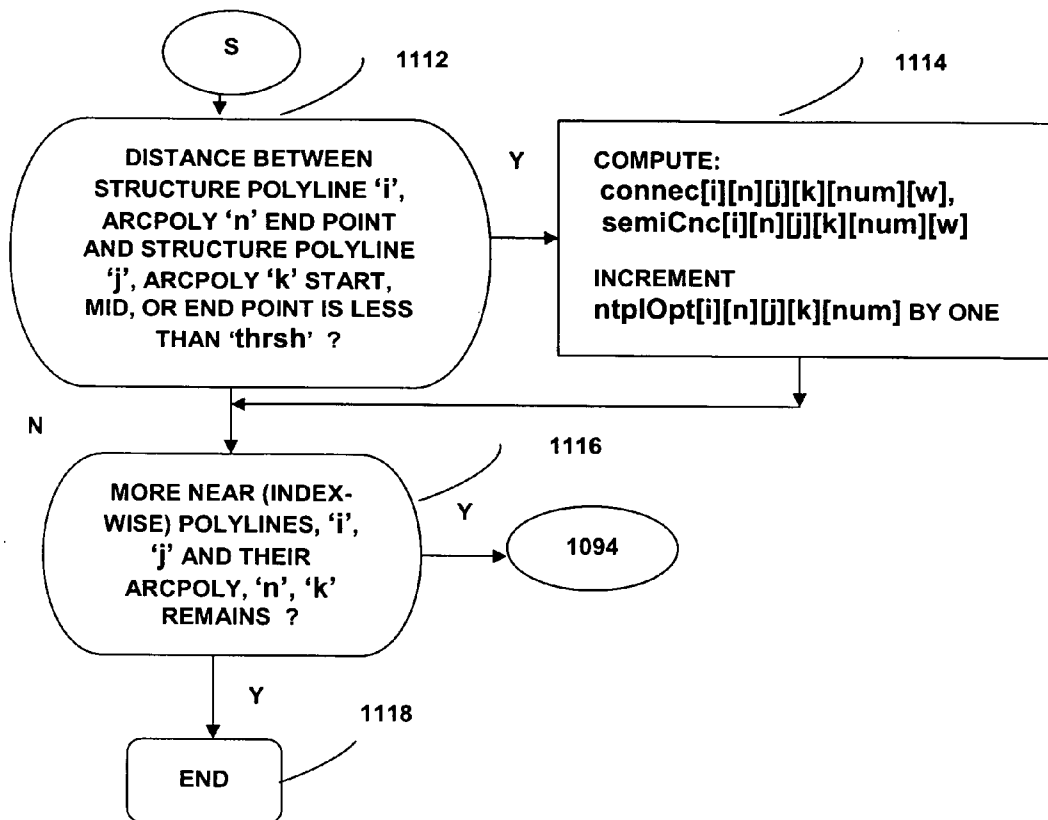 S
1112
DISTANCE BETWEEN
STRUCTURE POLYLINE ‘i’,
ARCPOLY ‘n’ END POINT
AND STRUCTURE POLYLINE
‘j’, ARCPOLY ‘k’ START,
MID, OR END POINT IS LESS
THAN ‘thrsh’ ?
Y
1114
COMPUTE:
connec[i][n][j][k][num][w],
semiCnc[i][n][j][k][num][w]
INCREMENT
ntplOpt[i][n][j][k][num] BY ONE
N
1116
MORE NEAR (INDEX-
WISE) POLYLINES, ‘i’,
‘j’ AND THEIR
ARCPOLY, ‘n’, ‘k’
REMAINS ?
Y
1094
Y
1118
END